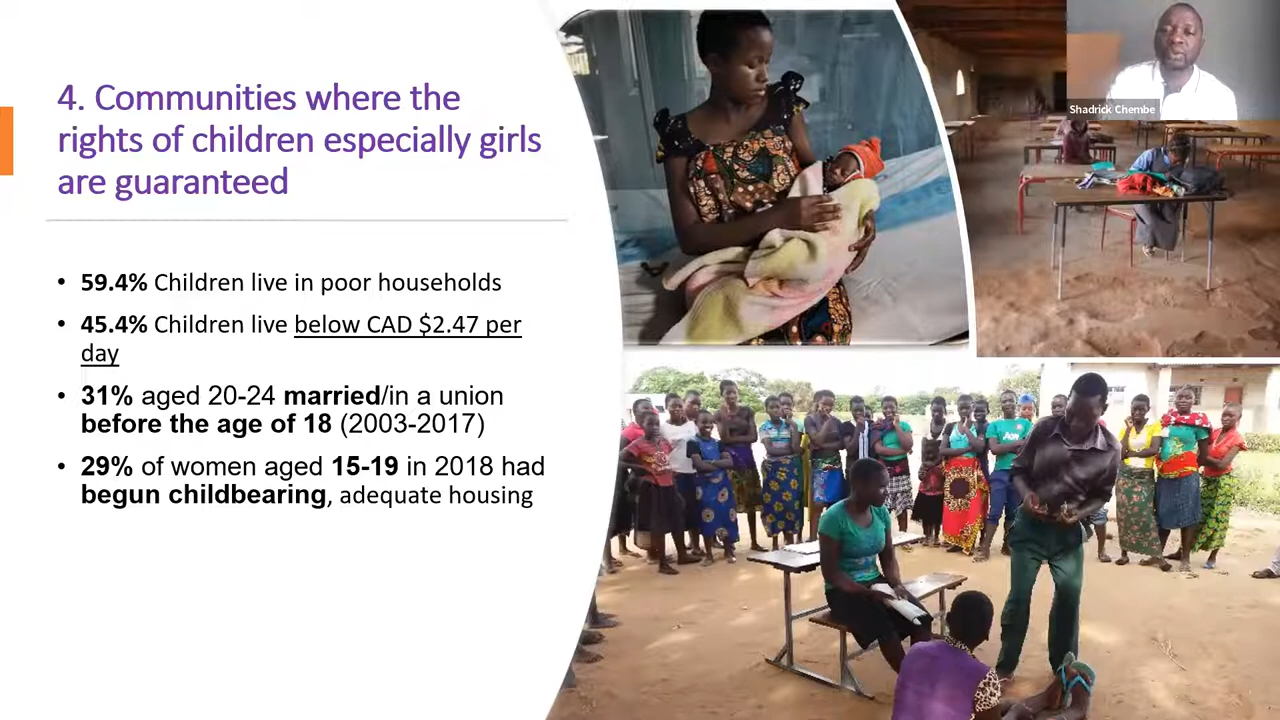 4. Communities where the
rights of children especially girls
are guaranteed
• 59.4% Children live in poor households
• 45.4% Children live below CAD $2.47 per
day
• 31% aged 20-24 married/in a union
before the age of 18 (2003-2017)
• 29% of women aged 15-19 in 2018 had
begun childbearing, adequate housing
Shadrick Chembe